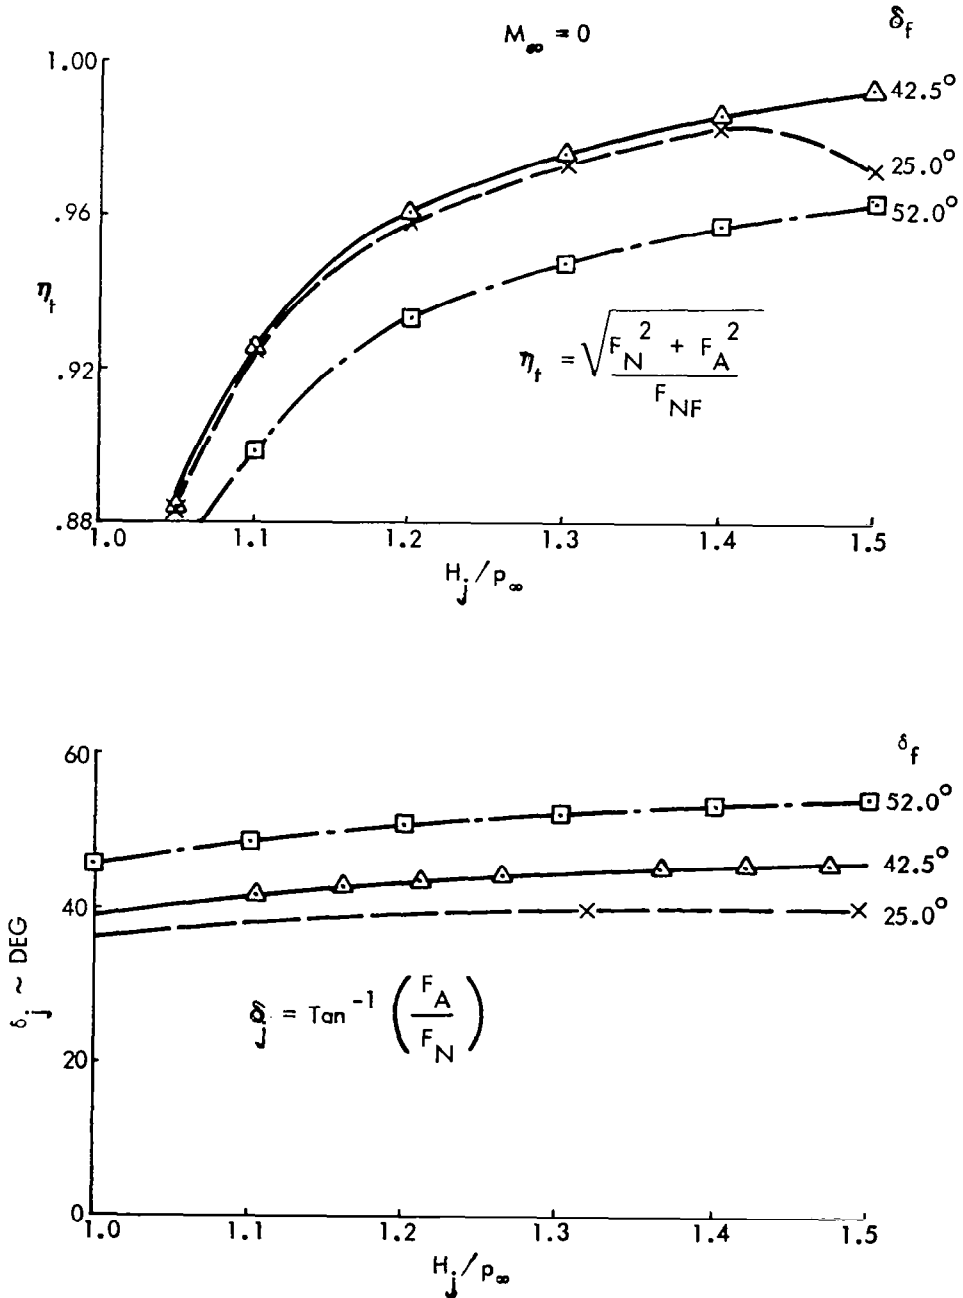 M∞ = 0
δf
1.00
.96
.92
.88
ηt
42.5°
25.0°
52.0°
ηt = √(FN² + FA²) / FNF
1.0 1.1 1.2 1.3 1.4 1.5
Hj/p∞
δf
60
40
20
0
δj ~ DEG
52.0°
42.5°
25.0°
δj = Tan⁻¹ (FA / FN)
1.0 1.1 1.2 1.3 1.4 1.5
Hj/p∞